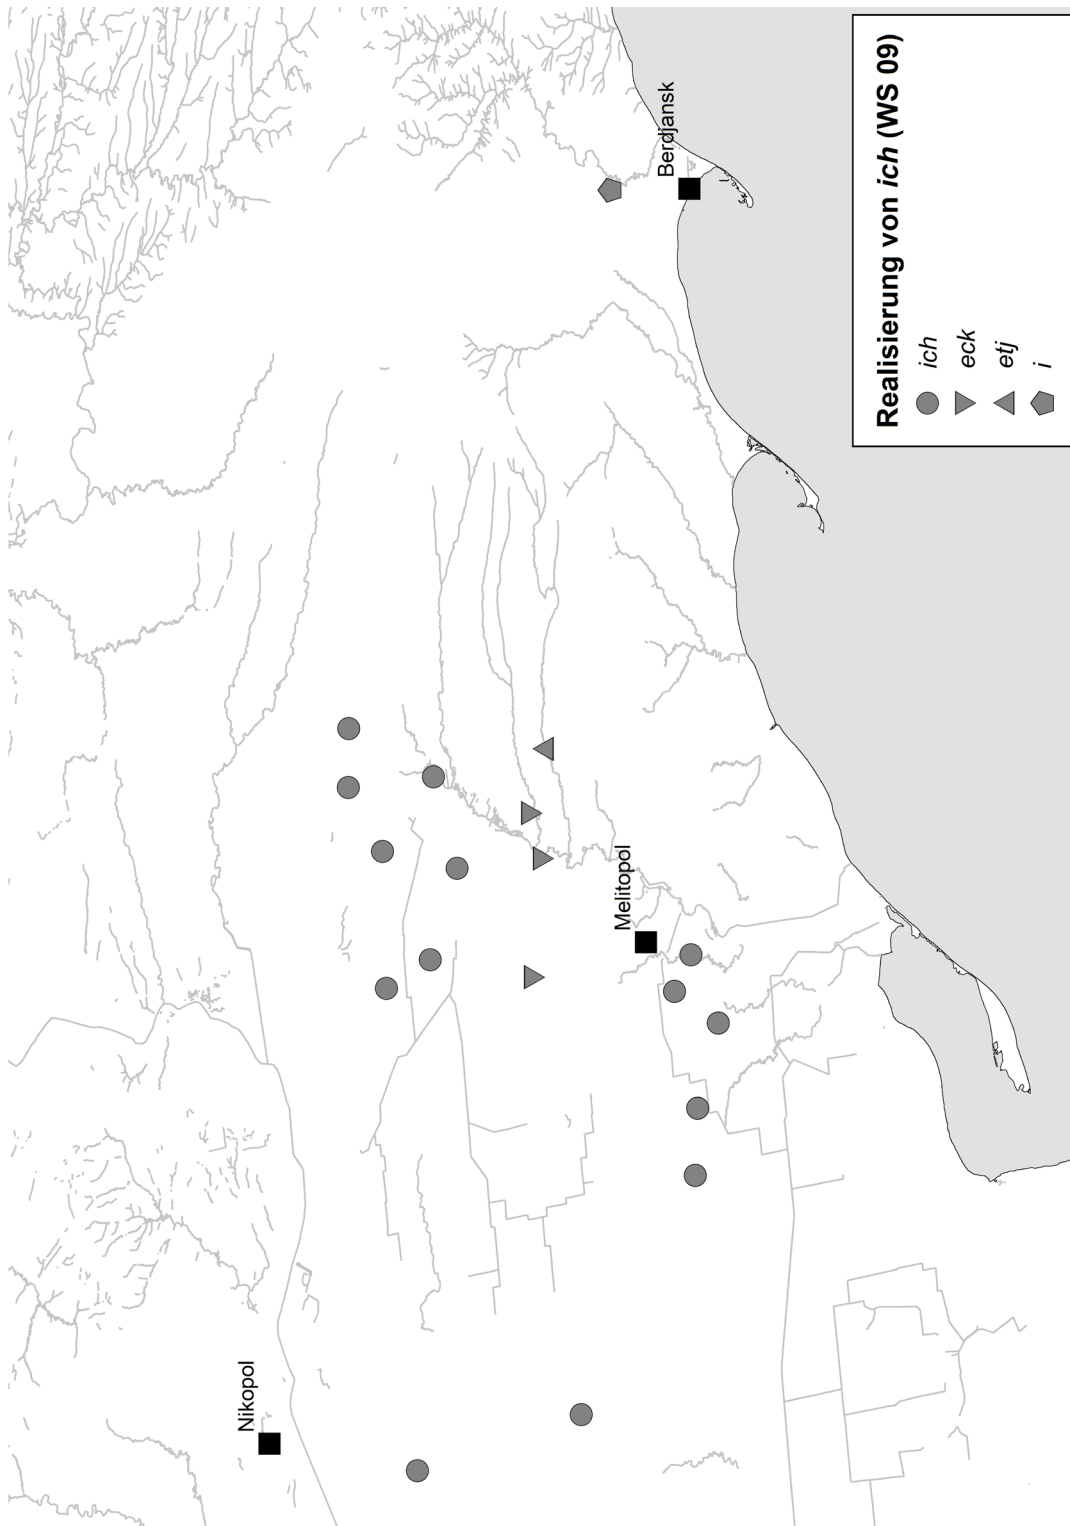 Nikopol
Melitopol
Berdjansk
Realisierung von ich (WS 09)
ich
eck
etj
i